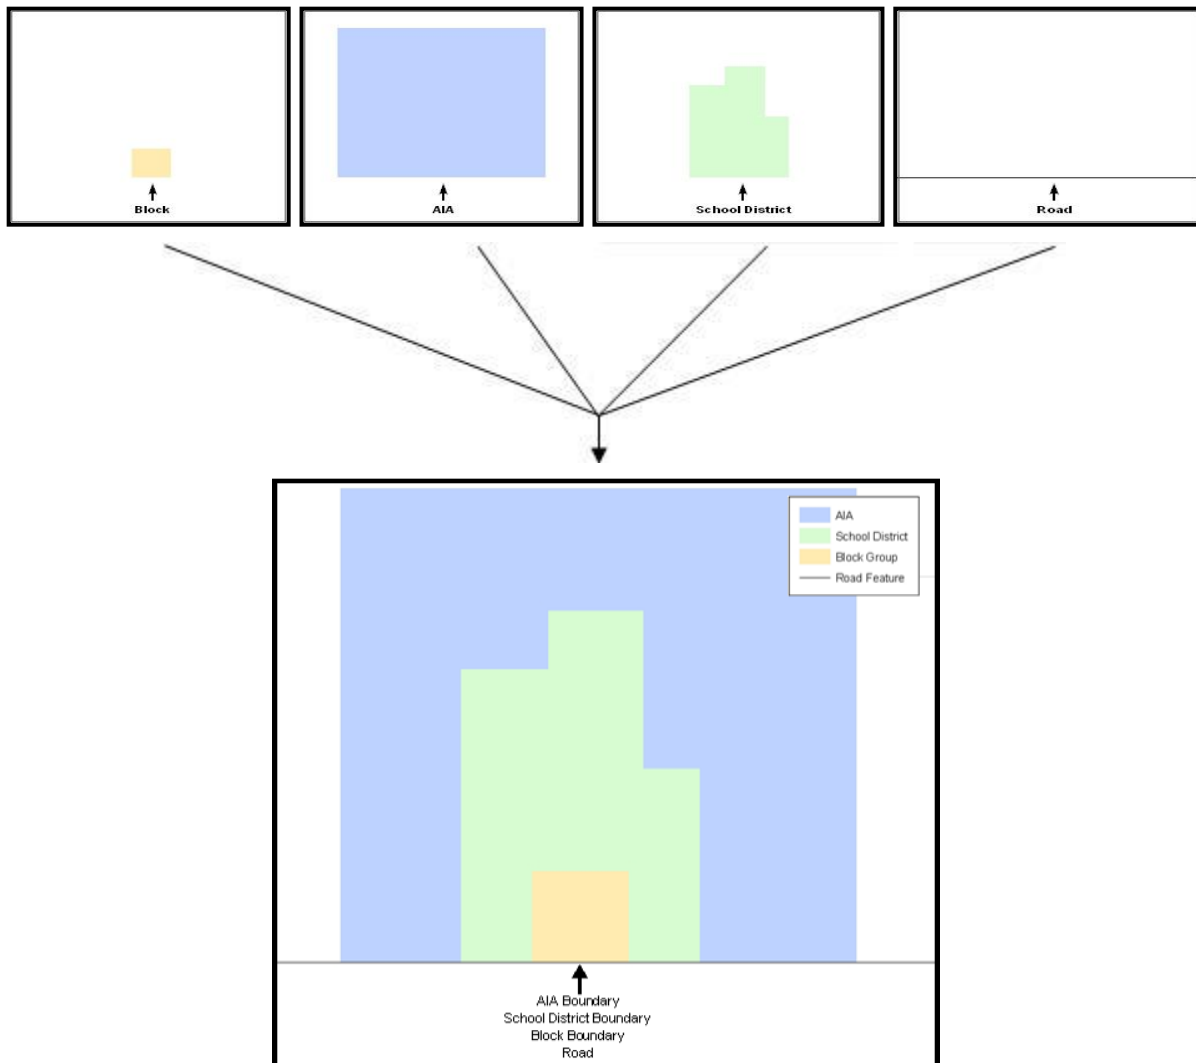 Block
AIA
School District
Road
AIA
School District
Block Group
Road Feature
AIA Boundary
School District Boundary
Block Boundary
Road